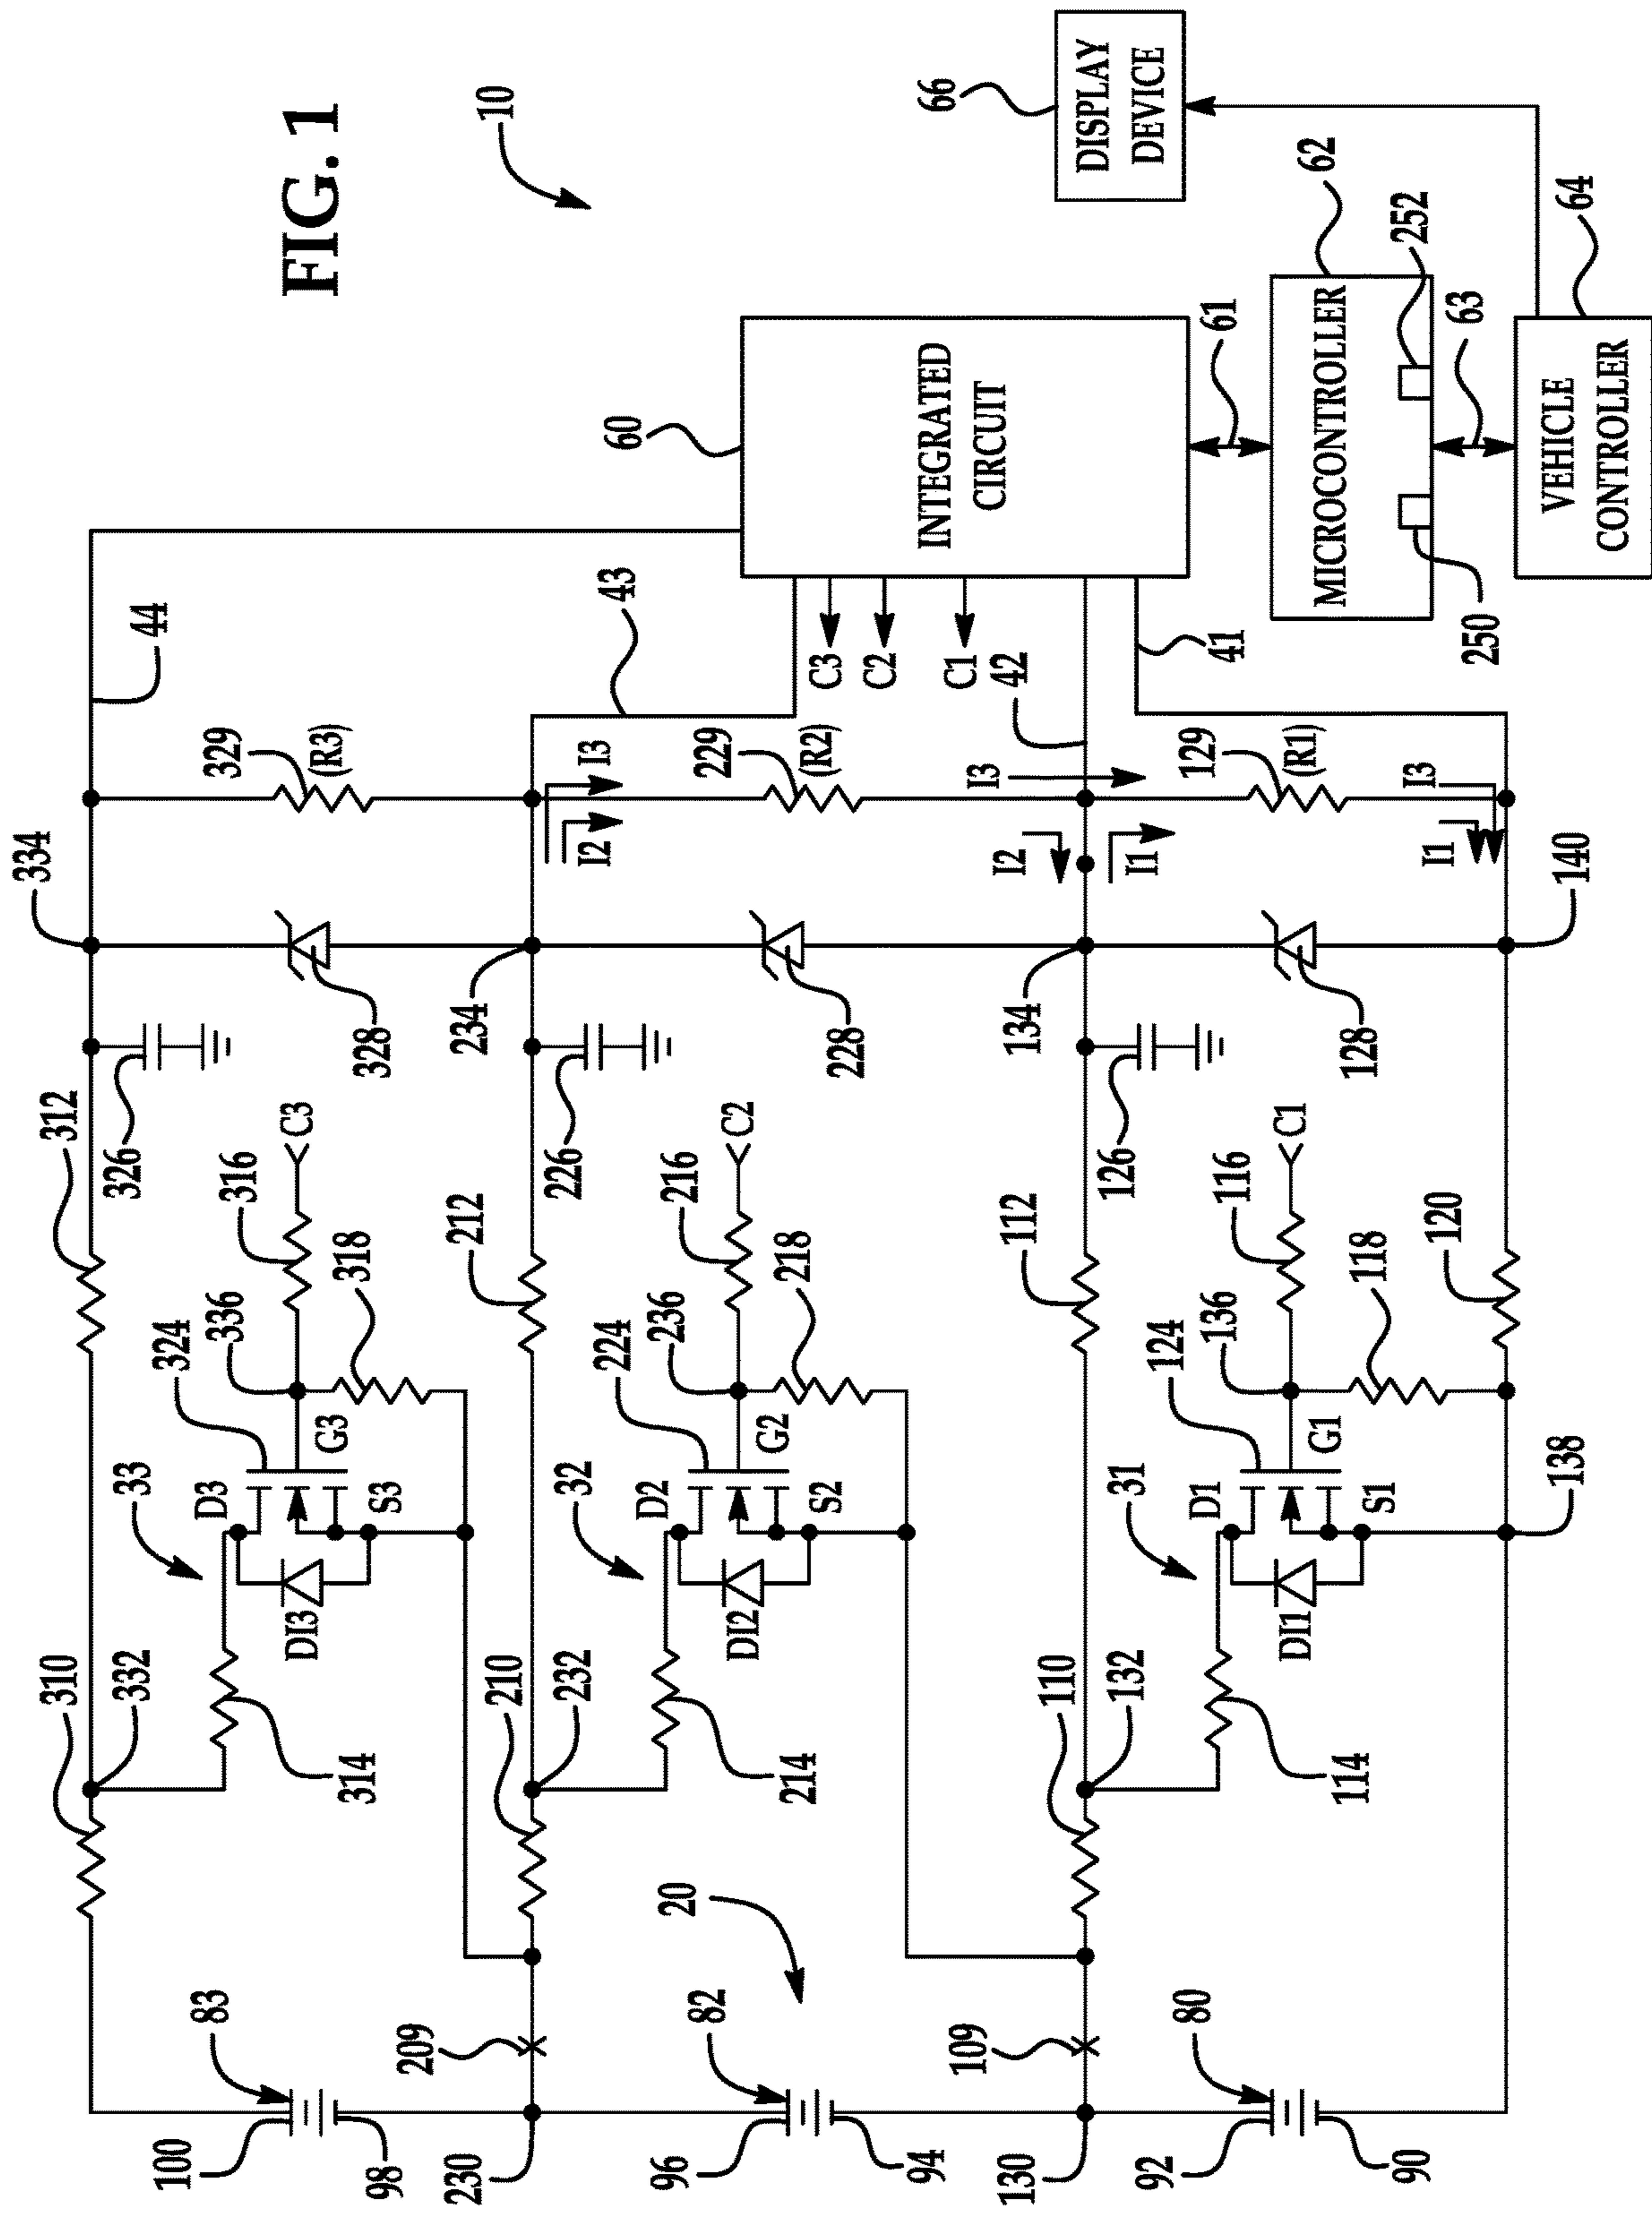 FIG. 1
10
66
DISPLAY
DEVICE
62
252
64
MICROCONTROLLER
61
63
VEHICLE
CONTROLLER
250
60
INTEGRATED
CIRCUIT
44
43
C3
C2
C1
42
41
329
(R3)
I3
I2
229
(R2)
I3
I2
I1
129
(R1)
I3
I1
334
234
134
140
328
228
128
312
326
212
226
112
126
120
C3
316
318
336
324
G3
D3
S3
33
DI3
C2
216
218
236
224
G2
D2
S2
32
DI2
C1
116
118
136
124
G1
D1
S1
31
DI1
138
310
332
314
210
232
214
110
132
114
20
83
209
82
109
80
100
98
230
96
94
130
92
90